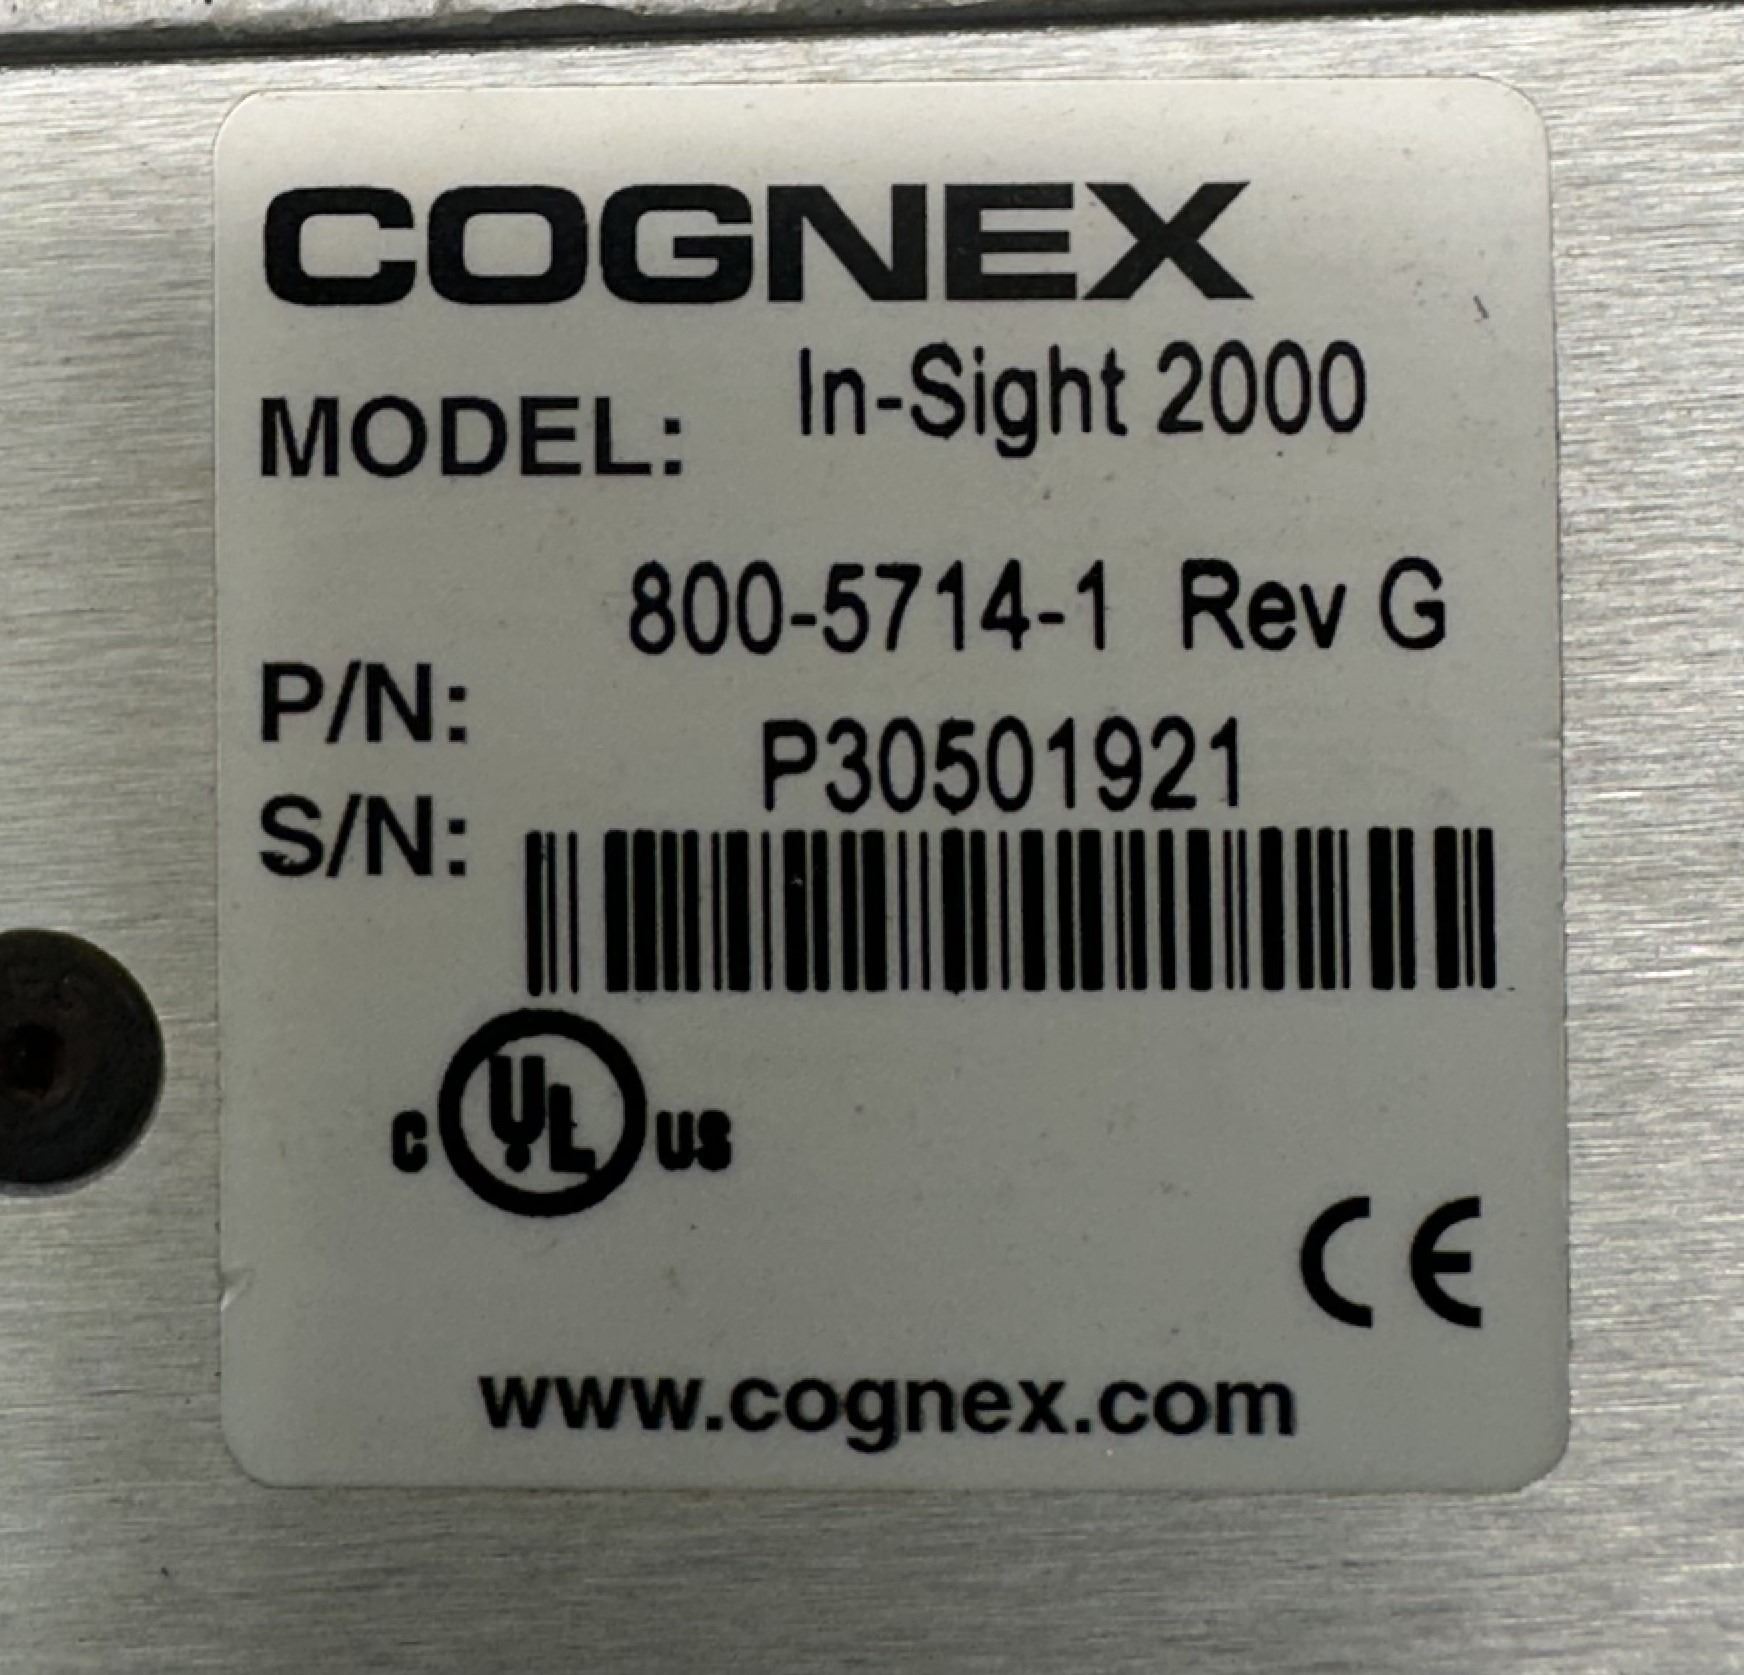 COGNEX
MODEL: In-Sight 2000
P/N: 800-5714-1 Rev G
S/N: P30501921
C UL US
CE
www.cognex.com